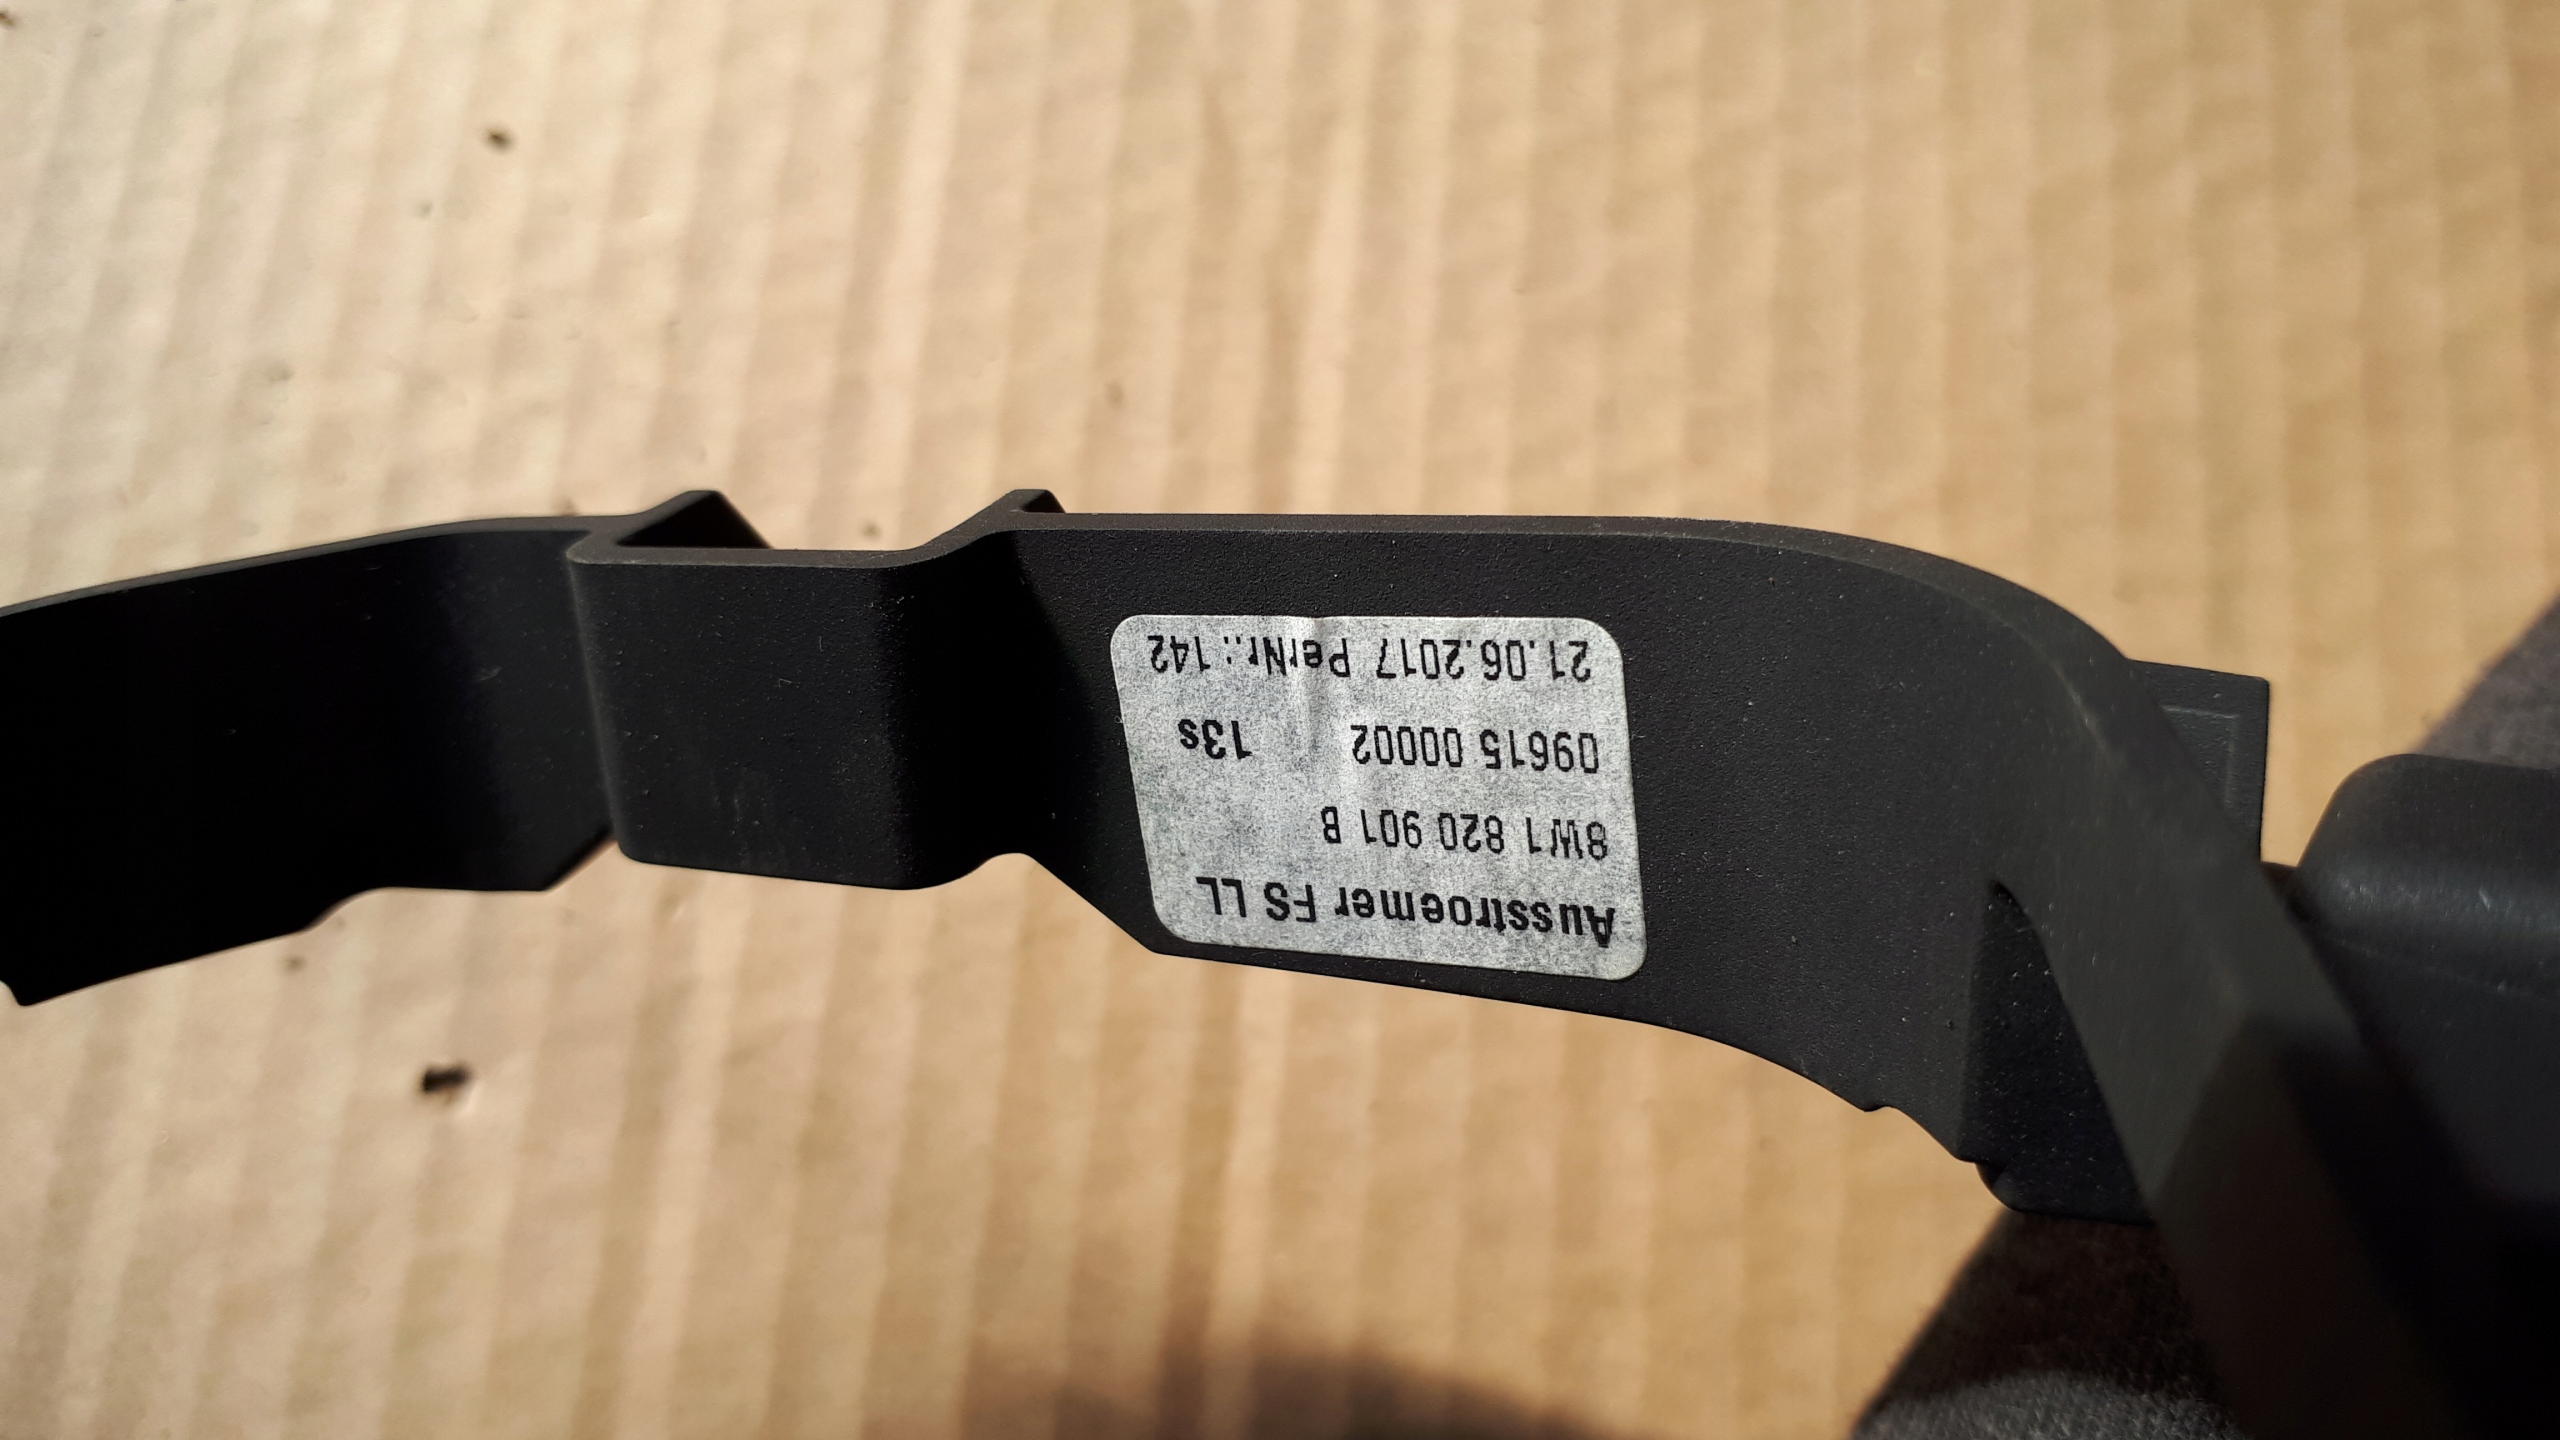 Ausstroemer FS LL
8W1 820 901 B
09615 00002 13s
21.06.2017 PerNr.: 142